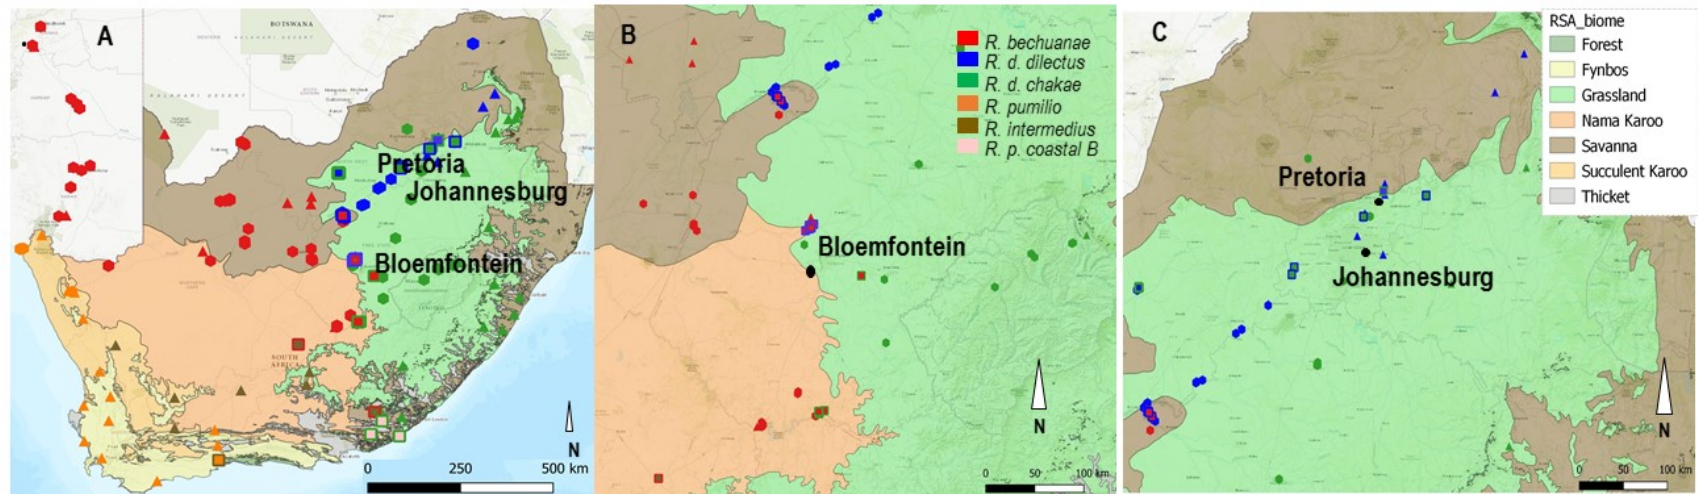 A
BOTSWANA
KALAHARI DESERT
KALAHARI DESERT
Pretoria
Johannesburg
Bloemfontein
SOUTH
AFRICA
N
0 250 500 km
B
R. bechuanae
R. d. dilectus
R. d. chakae
R. pumilio
R. intermedius
R. p. coastal B
Bloemfontein
N
0 50 100 km
C
Pretoria
Johannesburg
N
0 50 100 km
RSA_biome
Forest
Fynbos
Grassland
Nama Karoo
Savanna
Succulent Karoo
Thicket